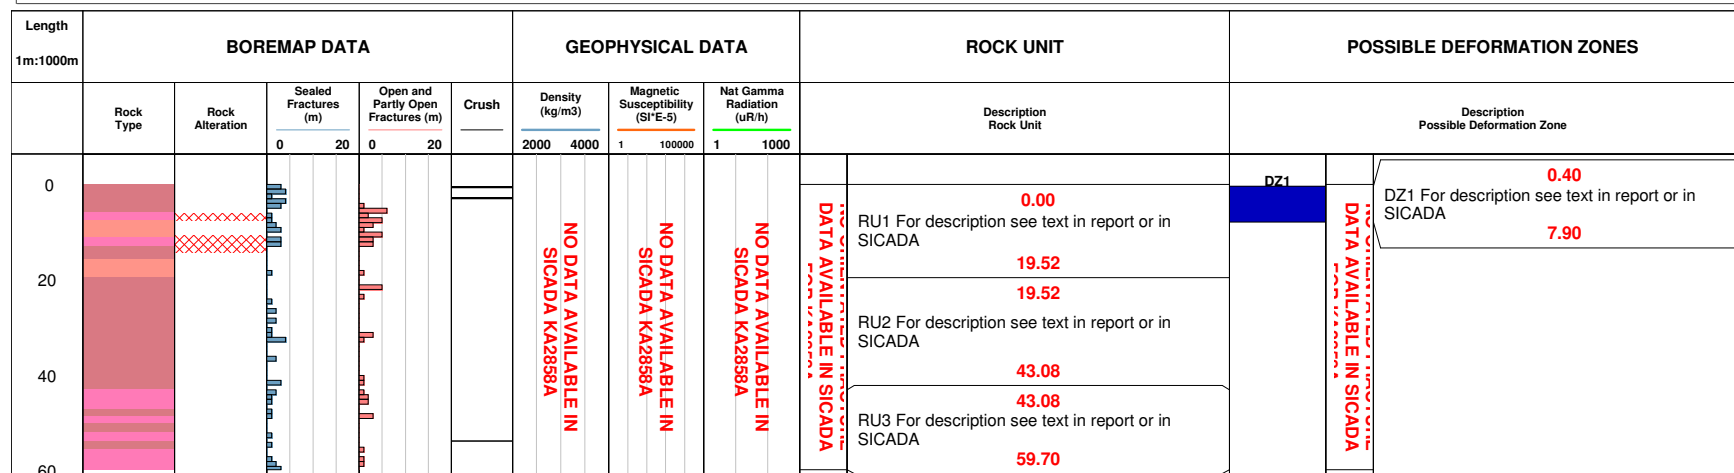 Length
1m:1000m
BOREMAP DATA
GEOPHYSICAL DATA
ROCK UNIT
POSSIBLE DEFORMATION ZONES
Rock
Type
Rock
Alteration
Sealed
Fractures
(m)
0 20
Open and
Partly Open
Fractures (m)
0 20
Crush
Density
(kg/m3)
2000 4000
Magnetic
Susceptibility
(SI*E-5)
1 100000
Nat Gamma
Radiation
(uR/h)
1 1000
Description
Rock Unit
Description
Possible Deformation Zone
0
20
40
60
NO DATA AVAILABLE IN
SICADA KA2858A
NO DATA AVAILABLE IN
SICADA KA2858A
NO DATA AVAILABLE IN
SICADA KA2858A
DATA AVAILABLE IN SICADA
0.00
RU1 For description see text in report or in
SICADA
19.52
19.52
RU2 For description see text in report or in
SICADA
43.08
43.08
RU3 For description see text in report or in
SICADA
59.70
DZ1
DATA AVAILABLE IN SICADA
0.40
DZ1 For description see text in report or in
SICADA
7.90